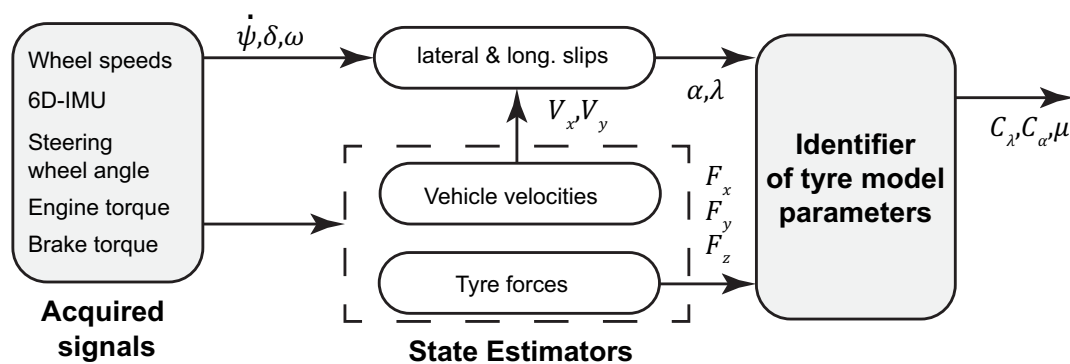 Wheel speeds
6D-IMU
Steering
wheel angle
Engine torque
Brake torque
Acquired
signals
ψ̇,δ,ω
lateral & long. slips
V_x,V_y
Vehicle velocities
Tyre forces
State Estimators
α,λ
F_x
F_y
F_z
Identifier
of tyre model
parameters
C_λ,C_α,μ